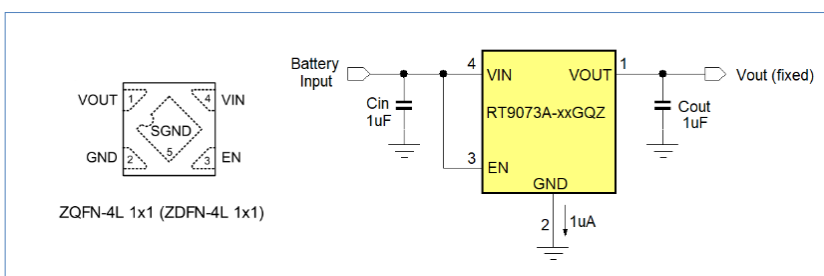 VOUT 1 4 VIN
SGND
5
GND 2 3 EN
ZQFN-4L 1x1 (ZDFN-4L 1x1)
Battery
Input
Cin
1uF
4 VIN VOUT 1
RT9073A-xxGQZ
3 EN
GND
2 1uA
Cout
1uF
Vout (fixed)